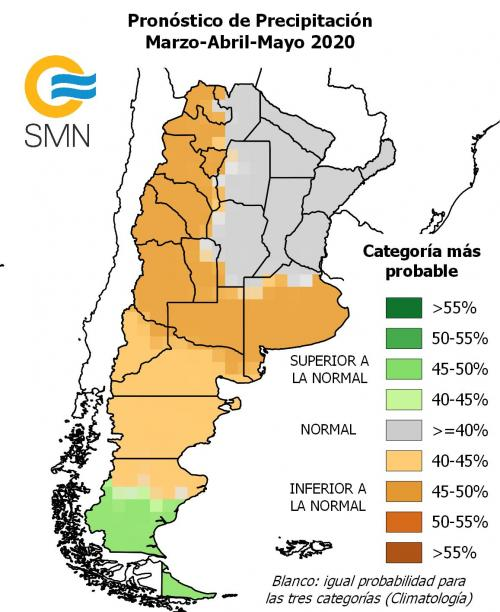 Pronóstico de Precipitación
Marzo-Abril-Mayo 2020
SMN
Categoría más
probable
>55%
50-55%
45-50%
SUPERIOR A
LA NORMAL
40-45%
NORMAL
>=40%
40-45%
45-50%
INFERIOR A
LA NORMAL
50-55%
>55%
Blanco: igual probabilidad para
las tres categorías (Climatología)